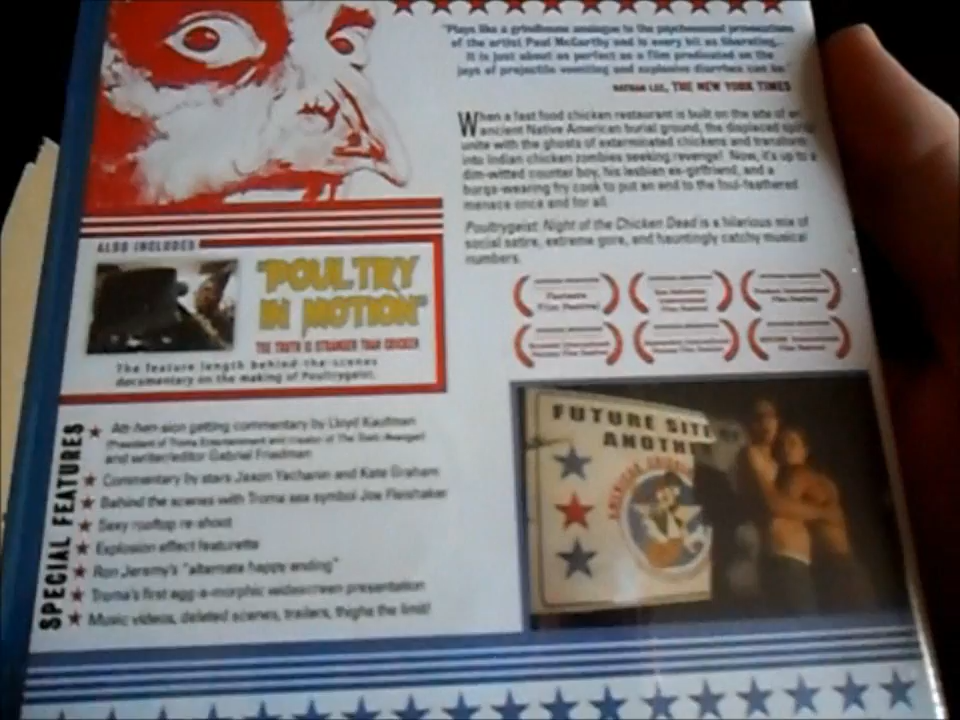 "Plays like a grindhouse analogue to the psychosexual provocations
of the artist Paul McCarthy and is every bit as liberating...
It is just about as perfect as a film predicated on the
joys of projectile vomiting and explosive diarrhea can be."
NATHAN LEE, THE NEW YORK TIMES
When a fast food chicken restaurant is built on the site of an
ancient Native American burial ground, the displaced spirits
unite with the ghosts of exterminated chickens and transform
into Indian chicken zombies seeking revenge! Now, it's up to a
dim-witted counter boy, his lesbian ex-girlfriend, and a
burqa-wearing fry cook to put an end to the foul-feathered
menace once and for all.
Poultrygeist: Night of the Chicken Dead is a hilarious mix of
social satire, extreme gore, and hauntingly catchy musical
numbers.
ALSO INCLUDES
"POULTRY
IN MOTION"
THE TRUTH IS STRANGER THAN CHICKEN
The feature length behind-the-scenes
documentary on the making of Poultrygeist.
Fantasia
Film Festival
SPECIAL FEATURES
Att-hen-sion getting commentary by Lloyd Kaufman
(President of Troma Entertainment and creator of The Toxic Avenger)
and writer/editor Gabriel Friedman
Commentary by stars Jason Yachanin and Kate Graham
Behind the scenes with Troma sex symbol Joe Fleishaker
Sexy rooftop re-shoot
Explosion effect featurette
Ron Jeremy's "alternate happy ending"
Troma's first egg-a-morphic widescreen presentation
Music videos, deleted scenes, trailers, thighs the limit!
FUTURE SITE OF
ANOTHER
AMERICAN